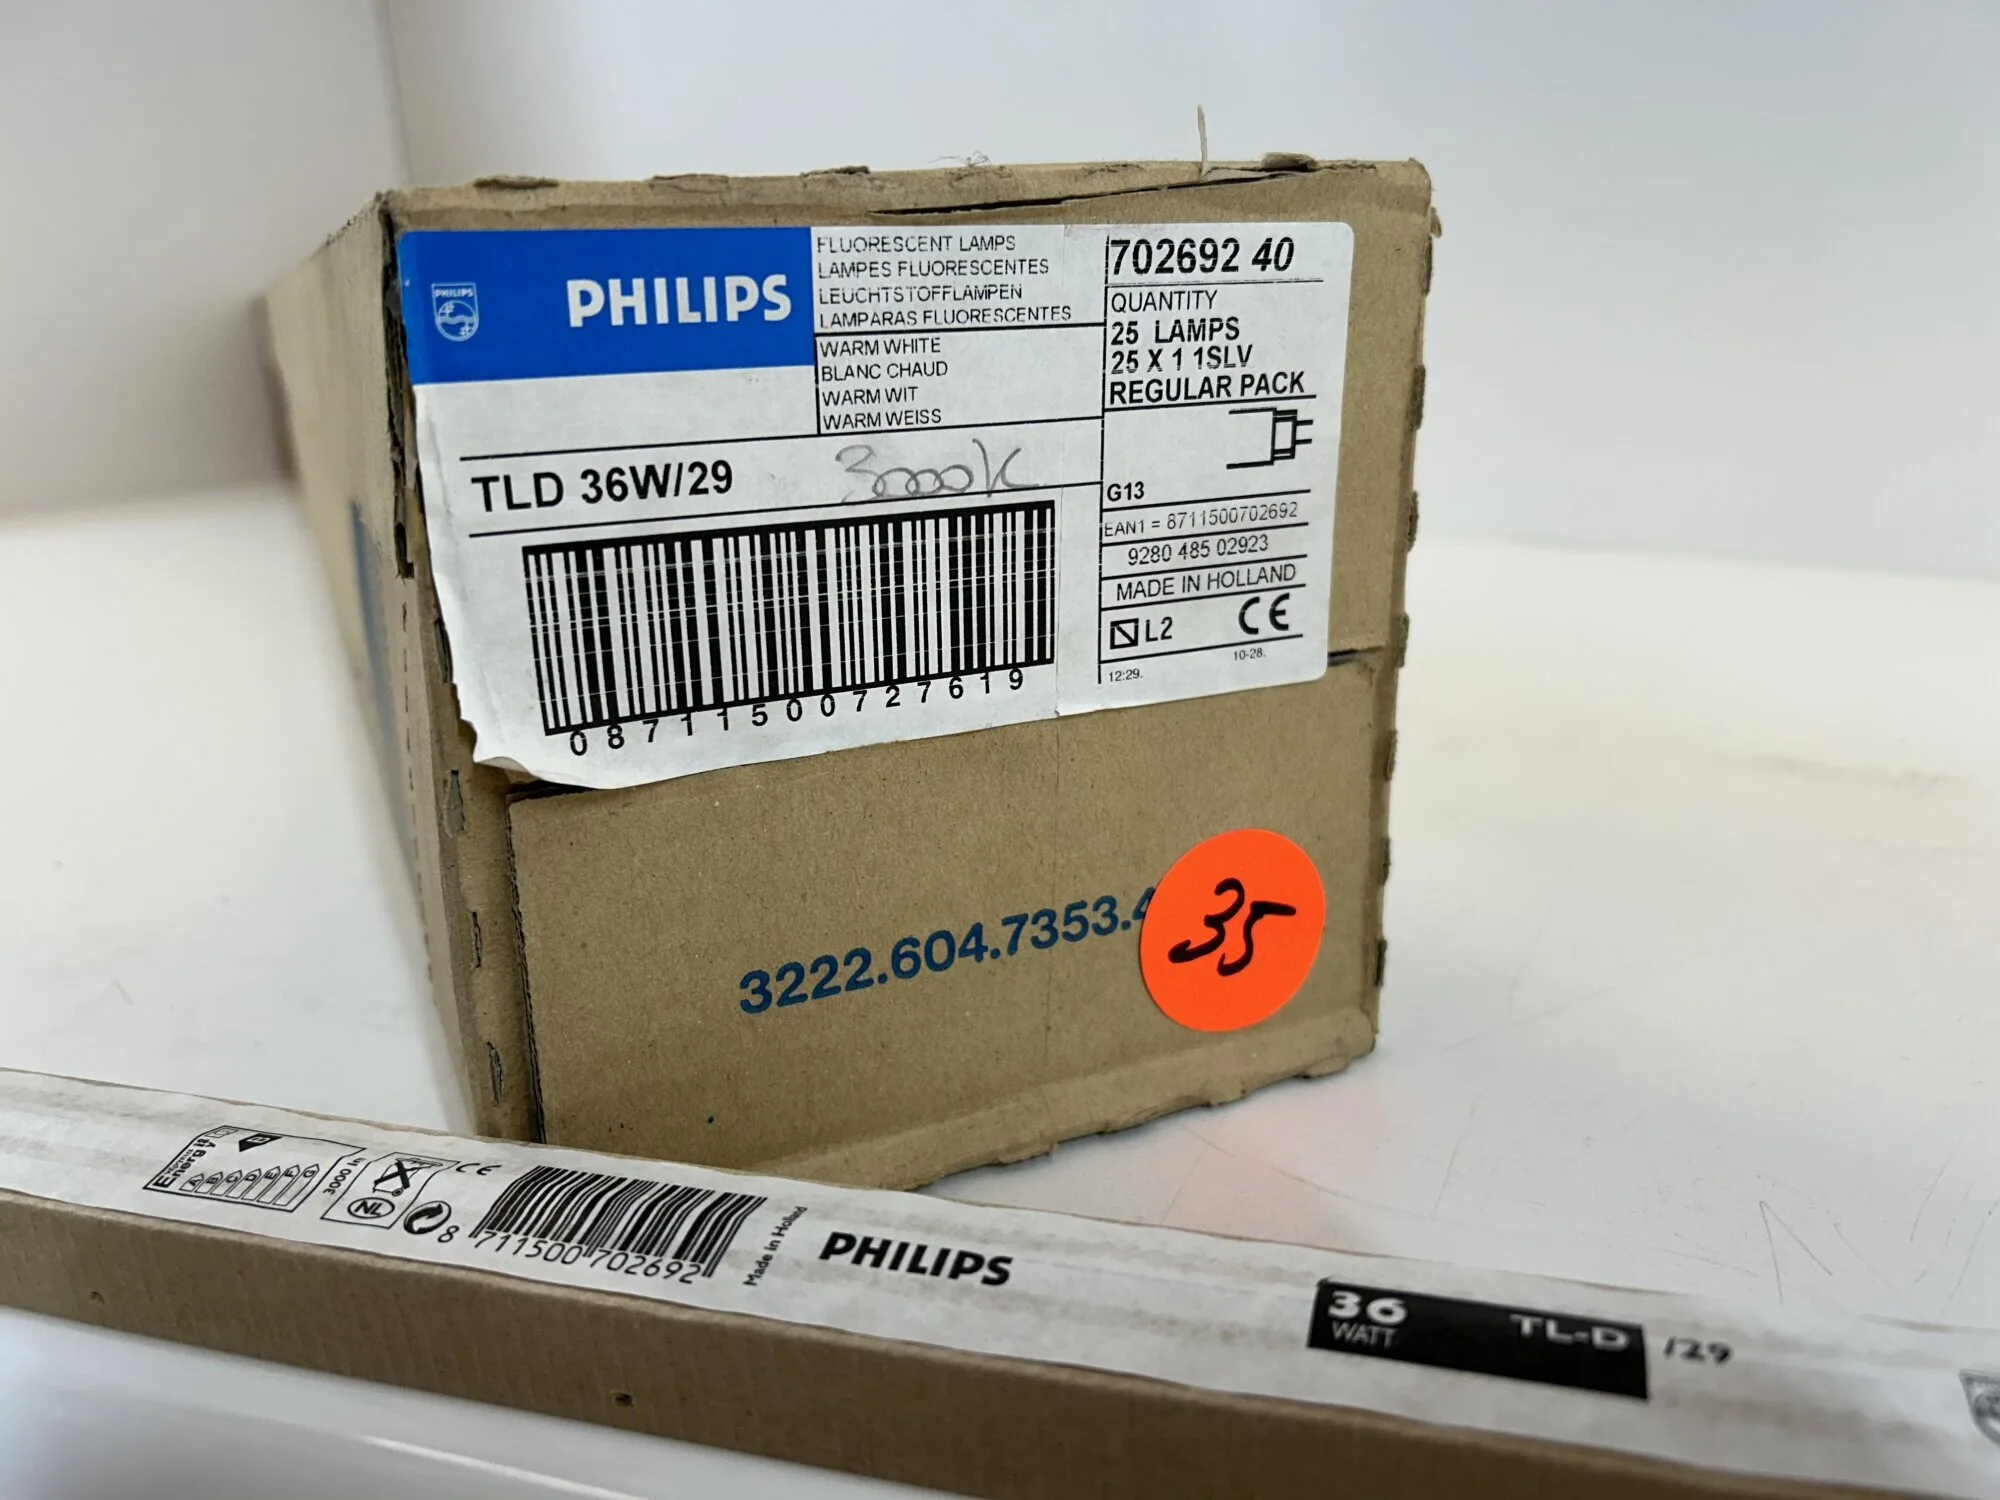 PHILIPS
PHILIPS
FLUORESCENT LAMPS
LAMPES FLUORESCENTES
LEUCHTSTOFFLAMPEN
LAMPARAS FLUORESCENTES
WARM WHITE
BLANC CHAUD
WARM WIT
WARM WEISS
702692 40
QUANTITY
25 LAMPS
25 X 1 1SLV
REGULAR PACK
TLD 36W/29
3000K
G13
EAN1 = 8711500702692
9280 485 02923
MADE IN HOLLAND
L2 CE
12:29. 10-28.
08711500727619
3222.604.7353.4
35
Energy
B
A B C D E F G
3000 h
NL
CE
8 711500 702692
Made in Holland
PHILIPS
36
WATT
TL-D /29